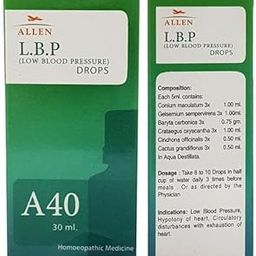 ALLEN
L.B.P
(LOW BLOOD PRESSURE)
DROPS
A40
30 ml.
Homoeopathic Medicine
ALLEN
L.B.P
(LOW BLOOD PRESSURE)
DROPS
Composition:
Each 5ml. contains:
Conium maculatum 3x 1.00 ml.
Gelsemium sempervirens 3x 1.00ml.
Baryta carbonica 3x 0.75 gm.
Crataegus oxyacantha 3x 1.00 ml.
Cinchona officinalis 3x 0.50 ml.
Cactus grandiflorus 3x 0.50 ml.
In Aqua Destillata.
Dosage : Take 8 to 10 Drops in half
cup of water daily 3 times before
meals / Or as directed by the
Physician
Indications: Low Blood Pressure,
Hypotony of heart. Circulatory
disturbances with exhaustion of
heart.